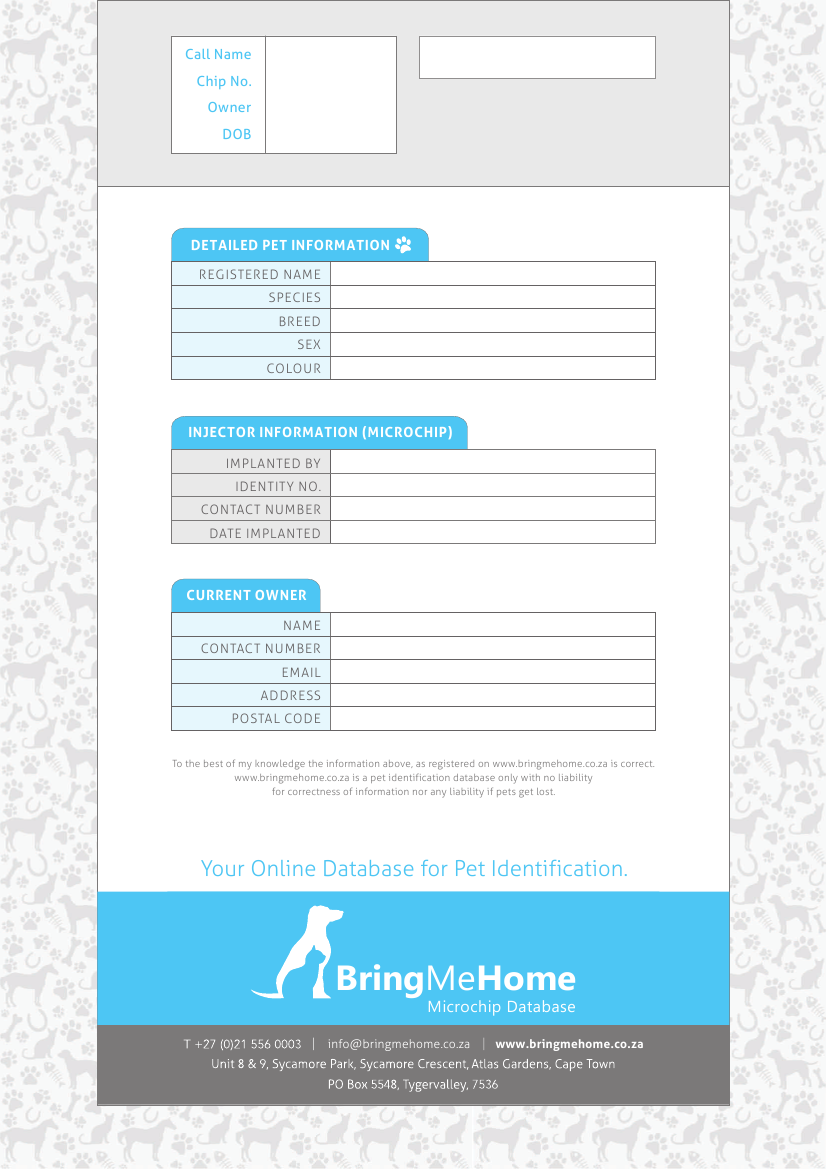 Call Name
Chip No.
Owner
DOB
DETAILED PET INFORMATION
REGISTERED NAME
SPECIES
BREED
SEX
COLOUR
INJECTOR INFORMATION (MICROCHIP)
IMPLANTED BY
IDENTITY NO.
CONTACT NUMBER
DATE IMPLANTED
CURRENT OWNER
NAME
CONTACT NUMBER
EMAIL
ADDRESS
POSTAL CODE
To the best of my knowledge the information above, as registered on www.bringmehome.co.za is correct.
www.bringmehome.co.za is a pet identification database only with no liability
for correctness of information nor any liability if pets get lost.
Your Online Database for Pet Identification.
BringMeHome
Microchip Database
T +27 (0)21 556 0003 | info@bringmehome.co.za | www.bringmehome.co.za
Unit 8 & 9, Sycamore Park, Sycamore Crescent, Atlas Gardens, Cape Town
PO Box 5548, Tygervalley, 7536